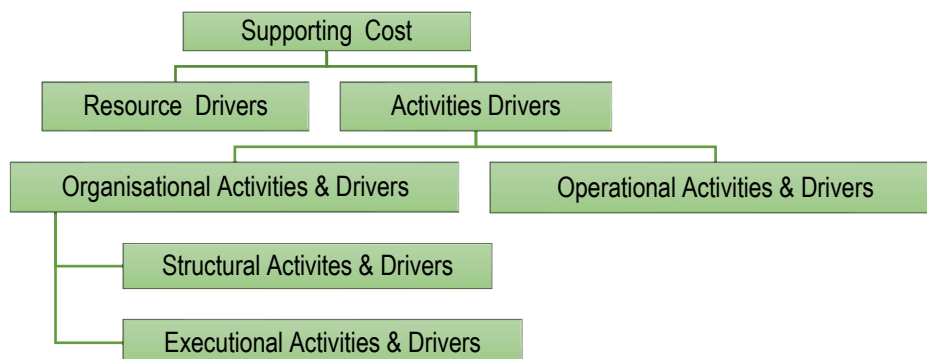 Supporting Cost
Resource Drivers
Activities Drivers
Organisational Activities & Drivers
Operational Activities & Drivers
Structural Activites & Drivers
Executional Activities & Drivers